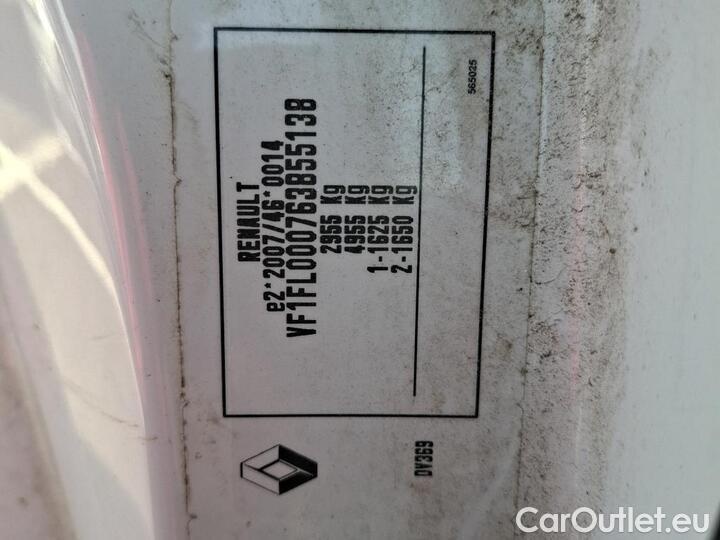 565025
RENAULT
e2*2007/46*0014
VF1FL000763855138
2955 Kg
4955 Kg
1-1625 Kg
2-1650 Kg
DV369
CarOutlet.eu